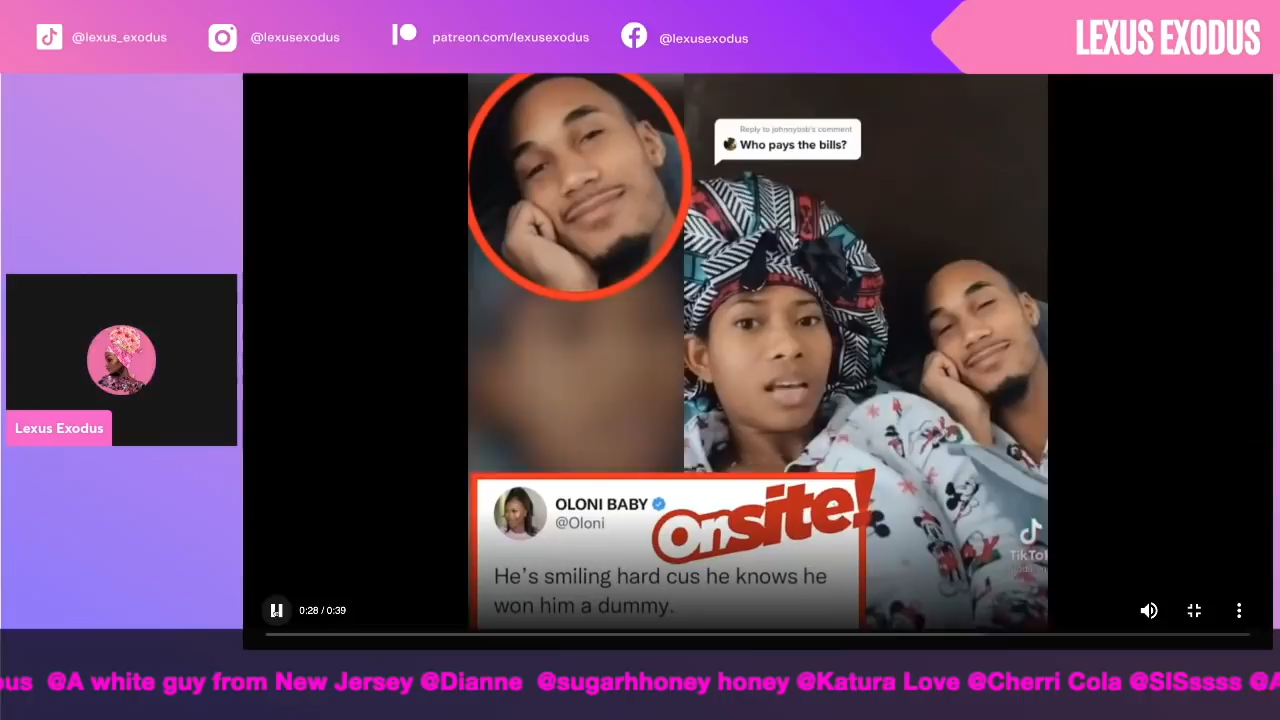 @lexus_exodus
@lexusexodus
patreon.com/lexusexodus
@lexusexodus
LEXUS EXODUS
Reply to johnnybsb's comment
Who pays the bills?
Lexus Exodus
OLONI BABY
@Oloni
Onsite!
He's smiling hard cus he knows he
won him a dummy.
TikTok
0:28 / 0:39
ous @A white guy from New Jersey @Dianne @sugarhhoney honey @Katura Love @Cherri Cola @SISssss @A